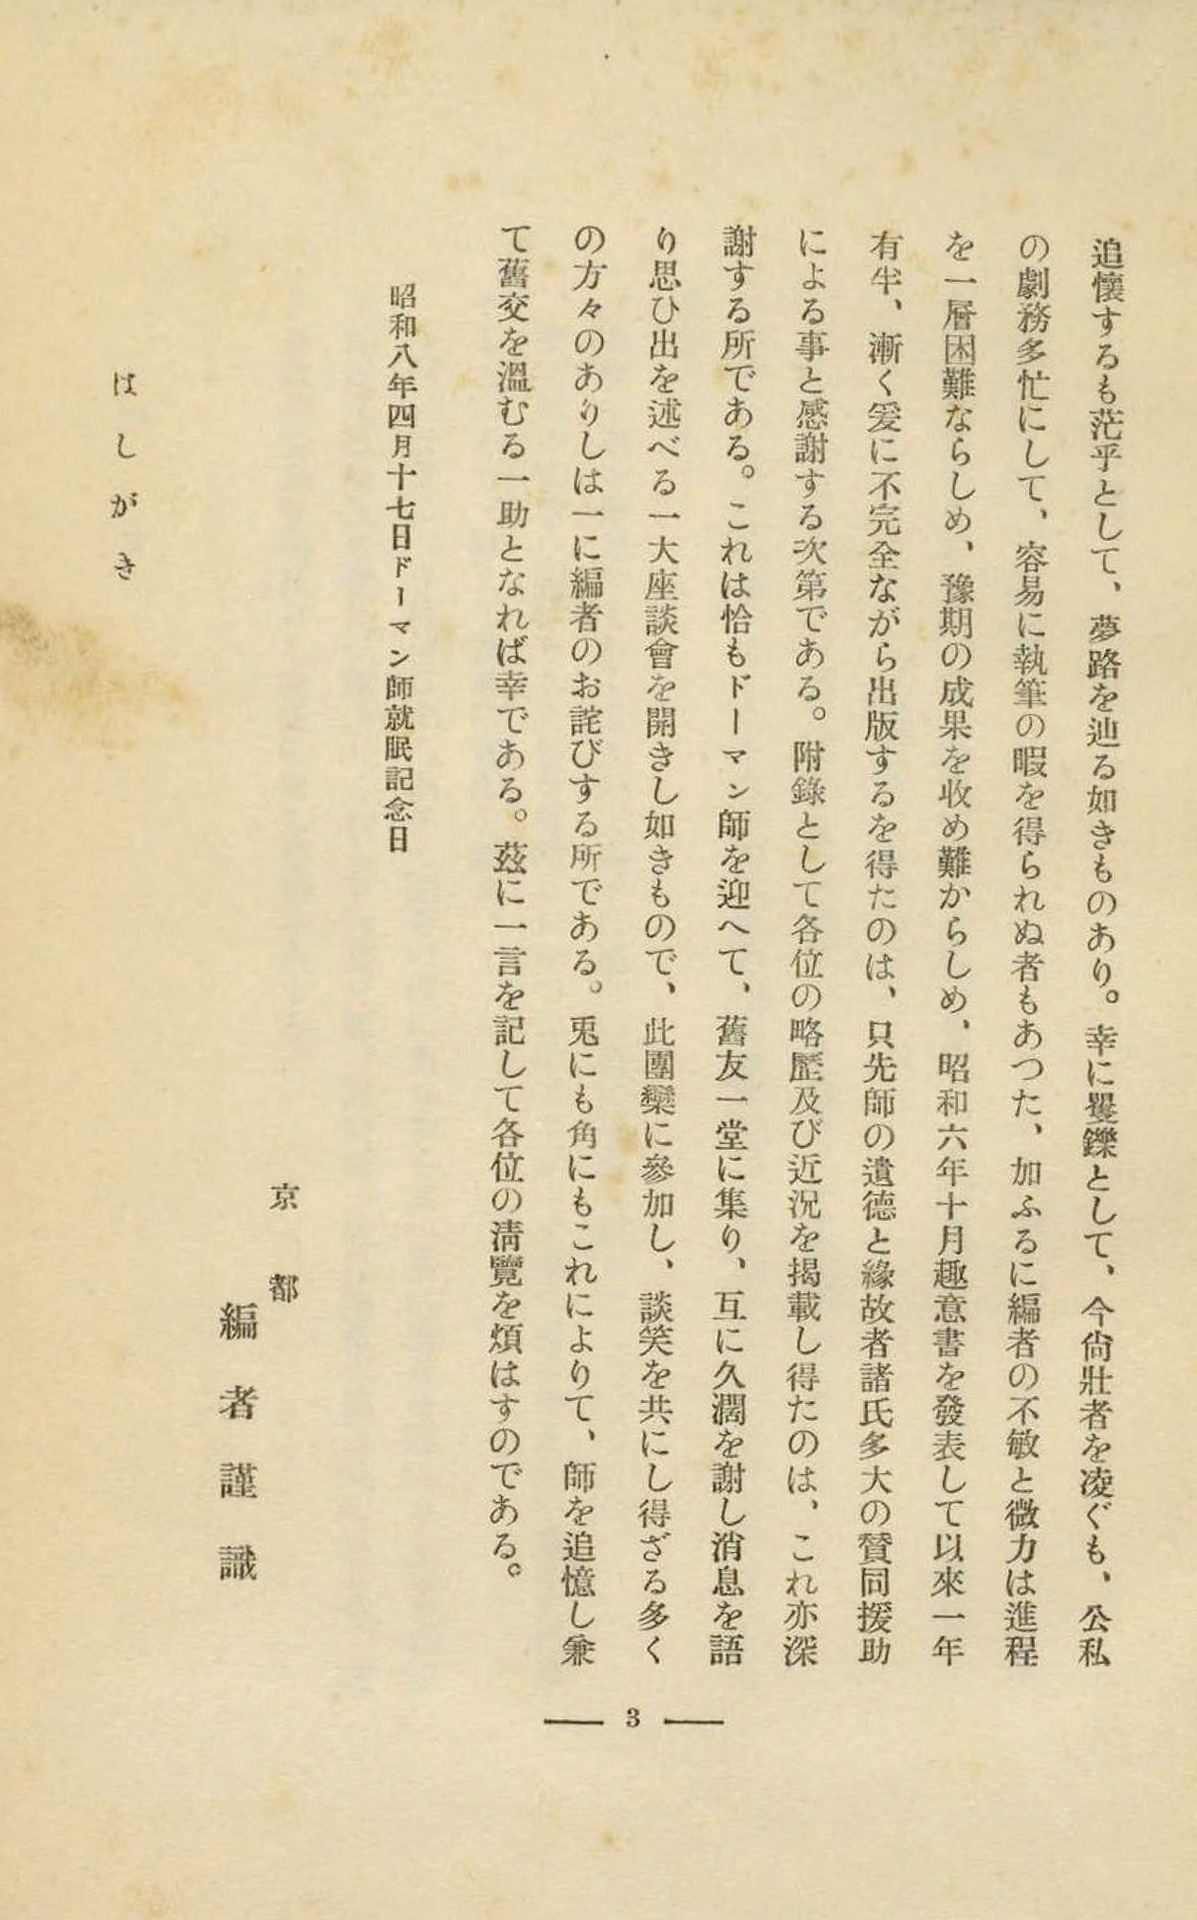 追懷するも茫乎として、夢路を辿る如きものあり。幸に矍鑠として、今尙壯者を凌ぐも、公私
の劇務多忙にして、容易に執筆の暇を得られぬ者もあつた、加ふるに編者の不敏と微力は進程
を一層困難ならしめ、豫期の成果を收め難からしめ、昭和六年十月趣意書を發表して以來一年
有半、漸く爰に不完全ながら出版するを得たのは、只先師の遺德と緣故者諸氏多大の賛同援助
による事と感謝する次第である。附錄として各位の略歷及び近況を揭載し得たのは、これ亦深
謝する所である。これは恰もドーマン師を迎へて、舊友一堂に集り、互に久濶を謝し消息を語
り思ひ出を述べる一大座談會を開きし如きもので、此團欒に參加し、談笑を共にし得ざる多く
の方々のありしは一に編者のお詫びする所である。兎にも角にもこれによりて、師を追憶し兼
て舊交を溫むる一助となれば幸である。茲に一言を記して各位の淸覽を煩はすのである。
昭和八年四月十七日ドーマン師就眠記念日
京都
編者謹識
はしがき
3